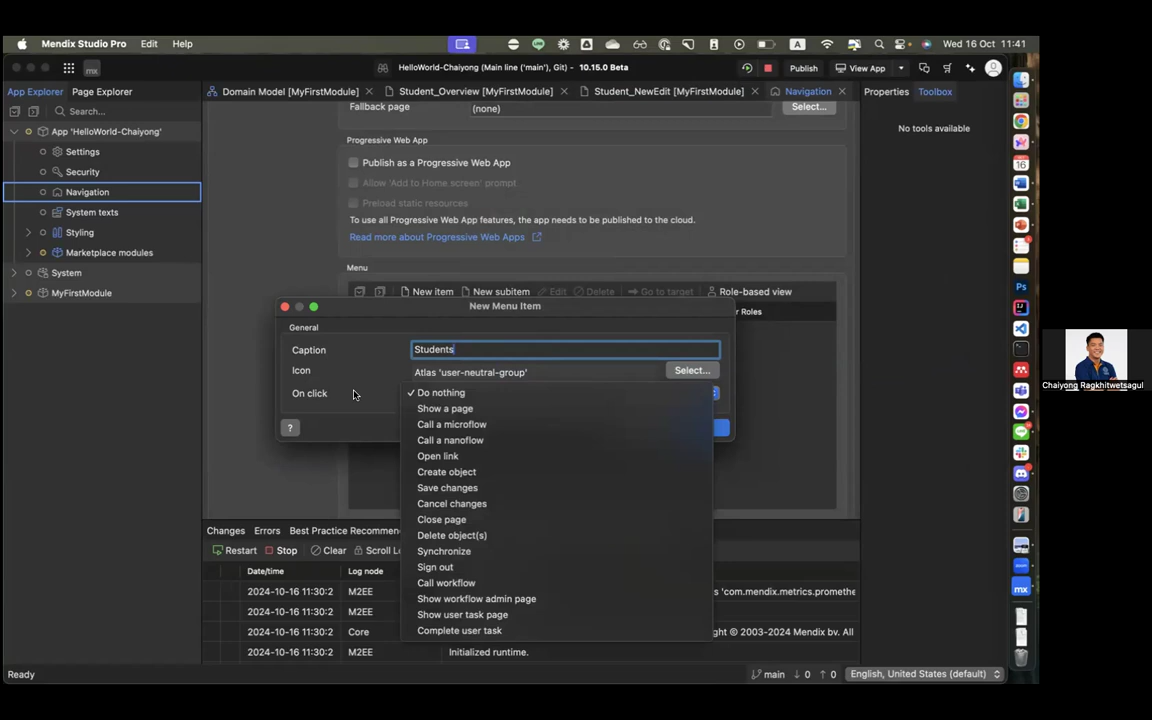 Mendix Studio Pro Edit Help
A
Wed 16 Oct 11:41
HelloWorld-Chaiyong (Main line ('main'), Git) - 10.15.0 Beta
Publish
View App
App Explorer
Page Explorer
Domain Model [MyFirstModule]
Student_Overview [MyFirstModule]
Student_NewEdit [MyFirstModule]
Navigation
Properties
Toolbox
Search...
Fallback page
(none)
Select...
No tools available
App 'HelloWorld-Chaiyong'
Settings
Security
Navigation
System texts
Styling
Marketplace modules
System
MyFirstModule
Progressive Web App
Publish as a Progressive Web App
Allow 'Add to Home screen' prompt
Preload static resources
To use all Progressive Web App features, the app needs to be published to the cloud.
Read more about Progressive Web Apps
Menu
New item
New subitem
Edit
Delete
Go to target
Role-based view
er Roles
New Menu Item
General
Caption
Students
Icon
Atlas 'user-neutral-group'
Select...
On click
?
Do nothing
Show a page
Call a microflow
Call a nanoflow
Open link
Create object
Save changes
Cancel changes
Close page
Delete object(s)
Synchronize
Sign out
Call workflow
Show workflow admin page
Show user task page
Complete user task
Changes
Errors
Best Practice Recommen
Restart
Stop
Clear
Scroll Lo
Date/time
Log node
2024-10-16 11:30:2 M2EE
s 'com.mendix.metrics.promethe
2024-10-16 11:30:2 M2EE
2024-10-16 11:30:2 Core
ght © 2003-2024 Mendix bv. All
2024-10-16 11:30:2 M2EE
Initialized runtime.
Ready
main
0
0
English, United States (default)
16
Ps
mx
Chaiyong Ragkhitwetsagul